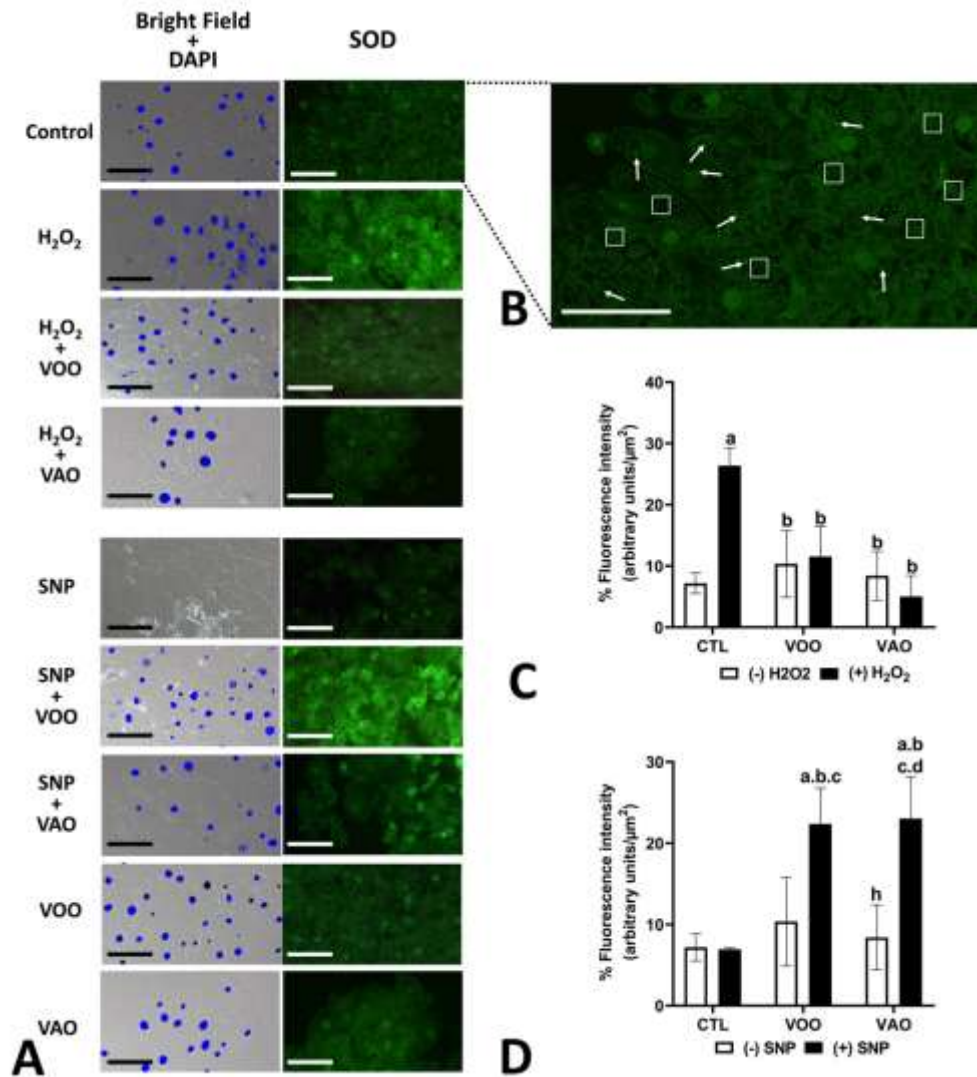 Bright Field
+
DAPI
SOD
Control
H₂O₂
H₂O₂
+
VOO
H₂O₂
+
VAO
SNP
SNP
+
VOO
SNP
+
VAO
VOO
VAO
A
B
% Fluorescence intensity
(arbitrary units/μm²)
40
30
20
10
0
a
b
b
b
b
CTL
VOO
VAO
(-) H2O2
(+) H₂O₂
C
% Fluorescence intensity
(arbitrary units/μm²)
30
20
10
0
a.b.c
h
a.b
c.d
CTL
VOO
VAO
(-) SNP
(+) SNP
D